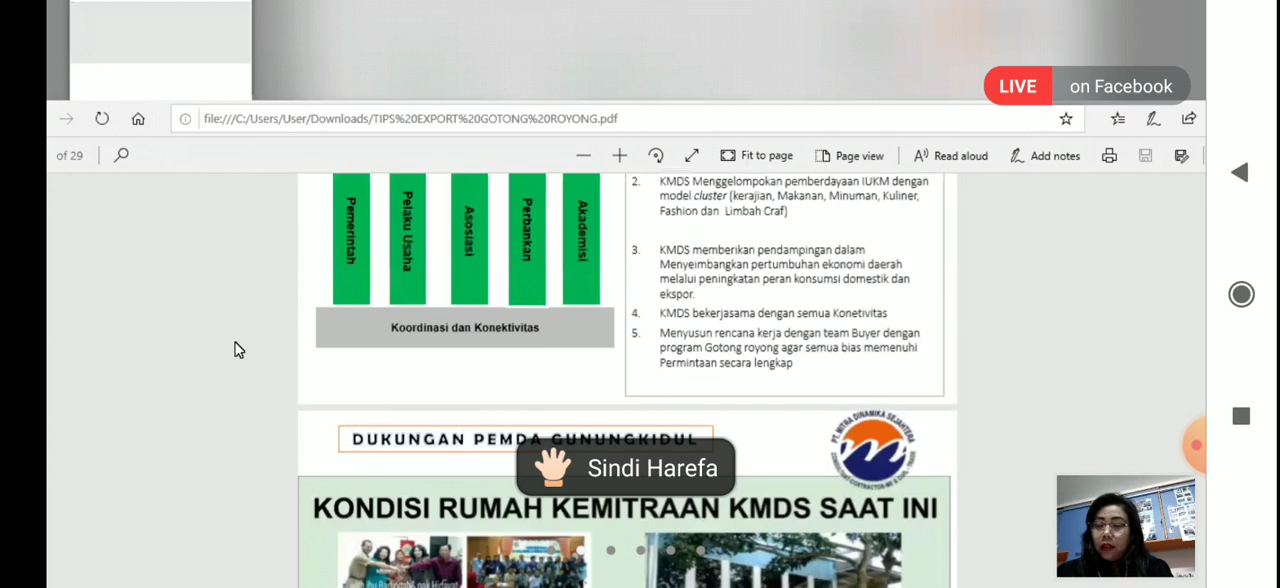 LIVE on Facebook
file:///C:/Users/User/Downloads/TIPS%20EXPORT%20GOTONG%20ROYONG.pdf
of 29
Fit to page
Page view
Read aloud
Add notes
Pemerintah
Pelaku Usaha
Asosiasi
Perbankan
Akademisi
Koordinasi dan Konektivitas
2. KMDS Menggelompokan pemberdayaan IUKM dengan
model cluster (kerajian, Makanan, Minuman, Kuliner,
Fashion dan Limbah Craf)
3. KMDS memberikan pendampingan dalam
Menyeimbangkan pertumbuhan ekonomi daerah
melalui peningkatan peran konsumsi domestik dan
ekspor.
4. KMDS bekerjasama dengan semua Konetivitas
5. Menyusun rencana kerja dengan team Buyer dengan
program Gotong royong agar semua bias memenuhi
Permintaan secara lengkap
DUKUNGAN PEMDA GUNUNGKIDUL
PT. MITRA DINAMIKA SEJAHTERA
Sindi Harefa
KONDISI RUMAH KEMITRAAN KMDS SAAT INI